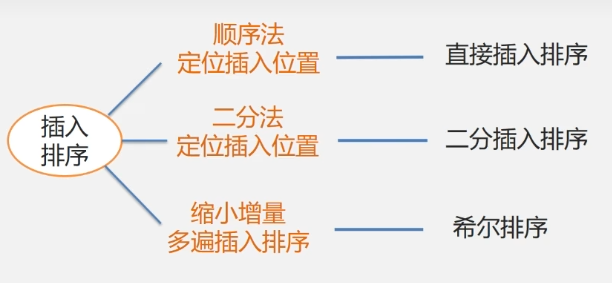 插入
排序
顺序法
定位插入位置
直接插入排序
二分法
定位插入位置
二分插入排序
缩小增量
多遍插入排序
希尔排序